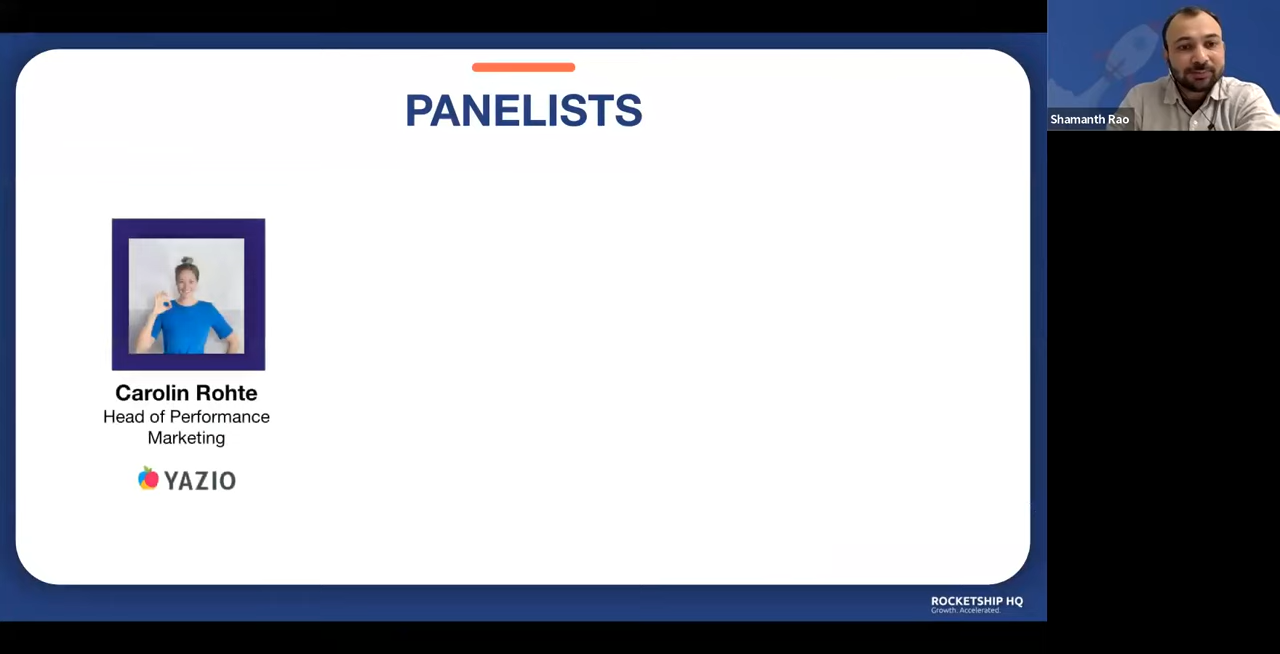 PANELISTS
Shamanth Rao
Carolin Rohte
Head of Performance
Marketing
YAZIO
ROCKETSHIP HQ
Growth. Accelerated.